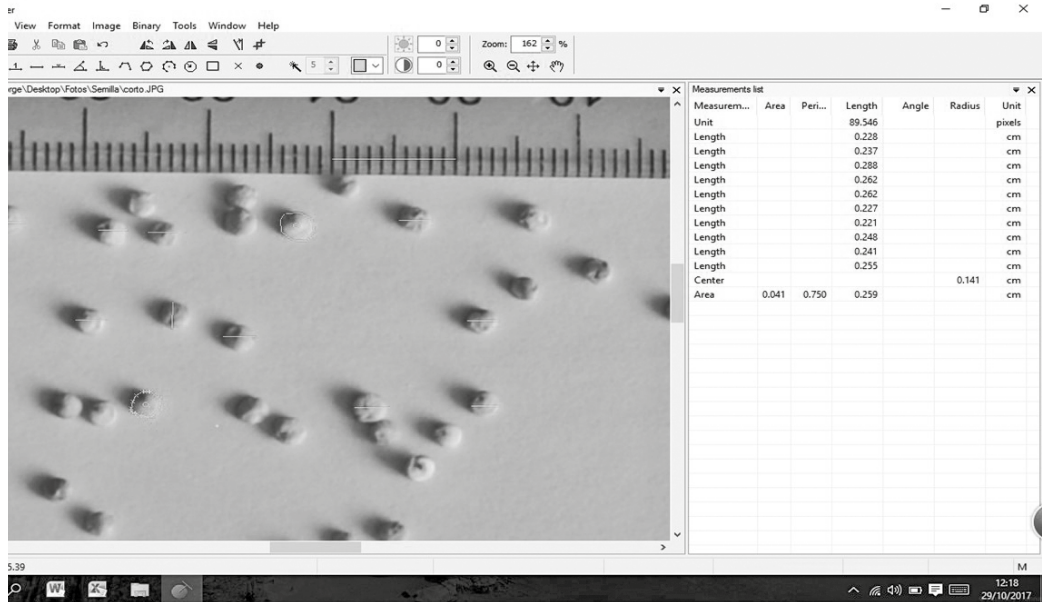 er
View Format Image Binary Tools Window Help
0 Zoom: 162 %
5 0
orge\Desktop\Fotos\Semilla\corto.JPG
Measurements list
Measurem... Area Peri... Length Angle Radius Unit
Unit 89.546 pixels
Length 0.228 cm
Length 0.237 cm
Length 0.288 cm
Length 0.262 cm
Length 0.262 cm
Length 0.227 cm
Length 0.221 cm
Length 0.248 cm
Length 0.241 cm
Length 0.255 cm
Center 0.141 cm
Area 0.041 0.750 0.259 cm
5.39 M
12:18
29/10/2017